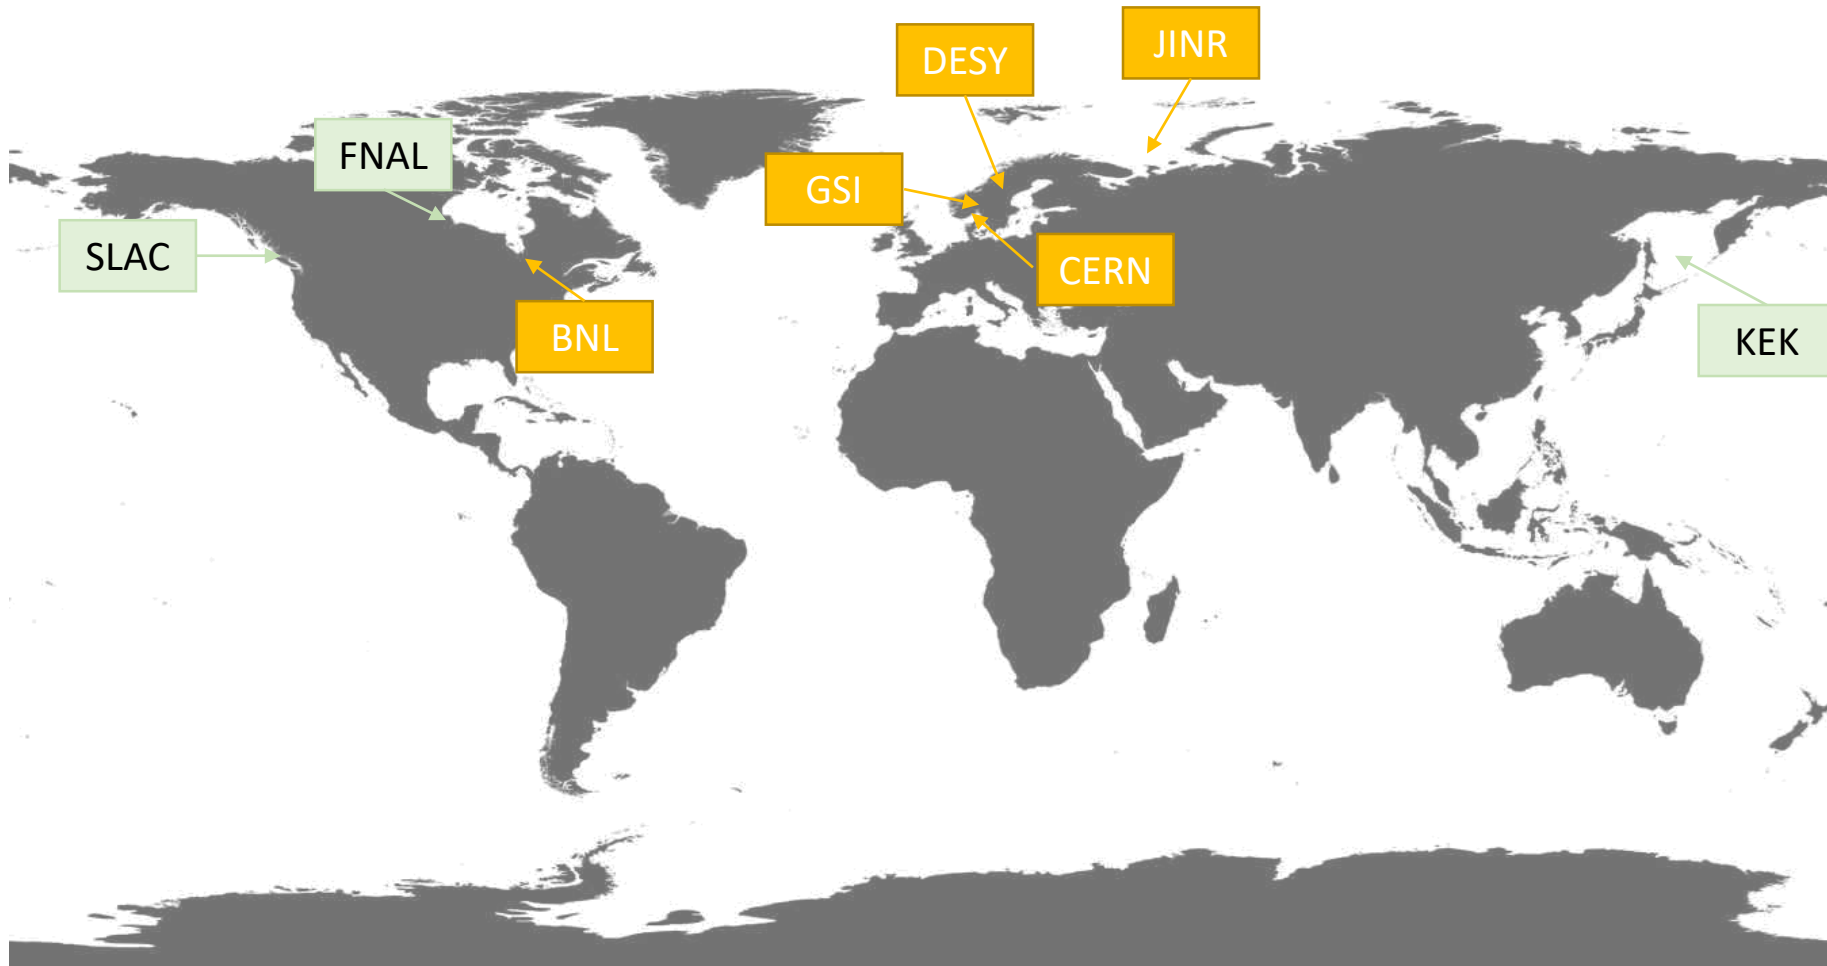 JINR
DESY
FNAL
GSI
SLAC
CERN
BNL
KEK